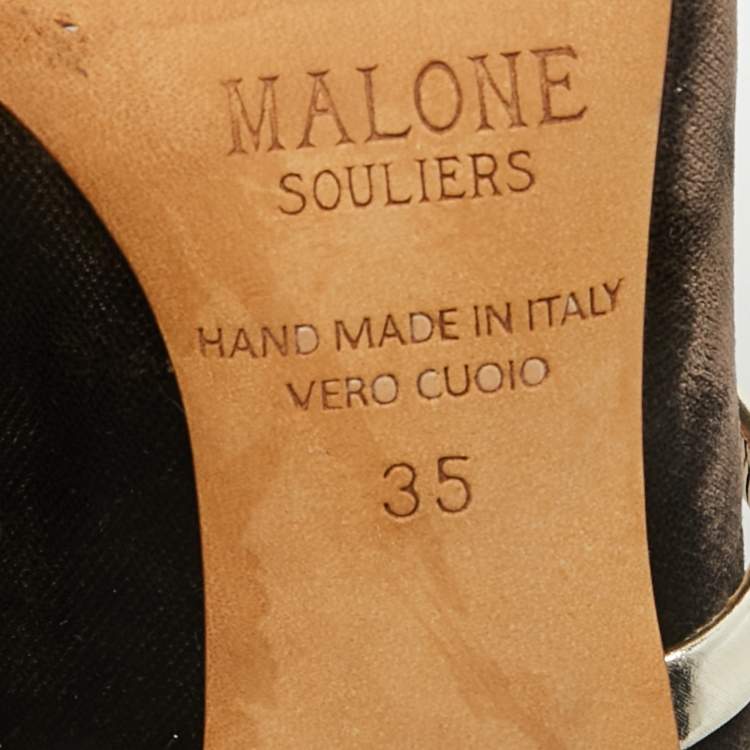 MALONE
SOULIERS
HAND MADE IN ITALY
VERO CUOIO
35